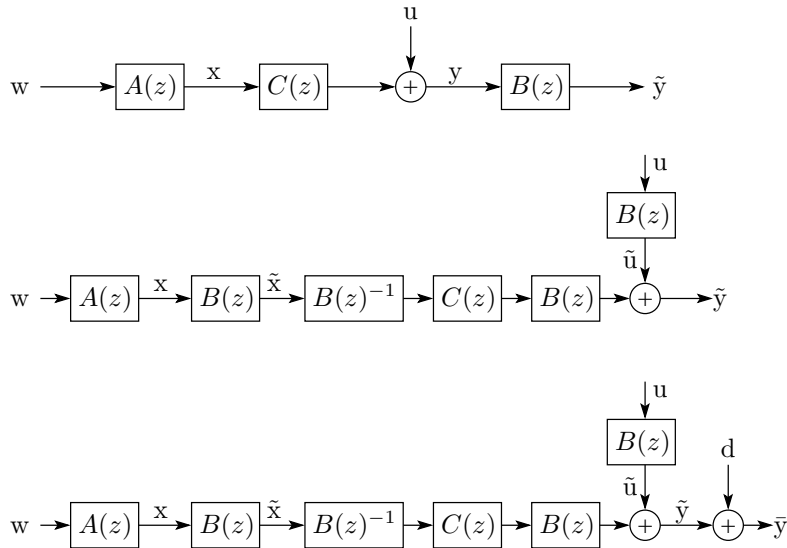 u
w A(z) x C(z) + y B(z) ỹ
u
B(z)
ũ
w A(z) x B(z) x̃ B(z)⁻¹ C(z) B(z) + ỹ
u
B(z) d
ũ
w A(z) x B(z) x̃ B(z)⁻¹ C(z) B(z) + ỹ + ȳ